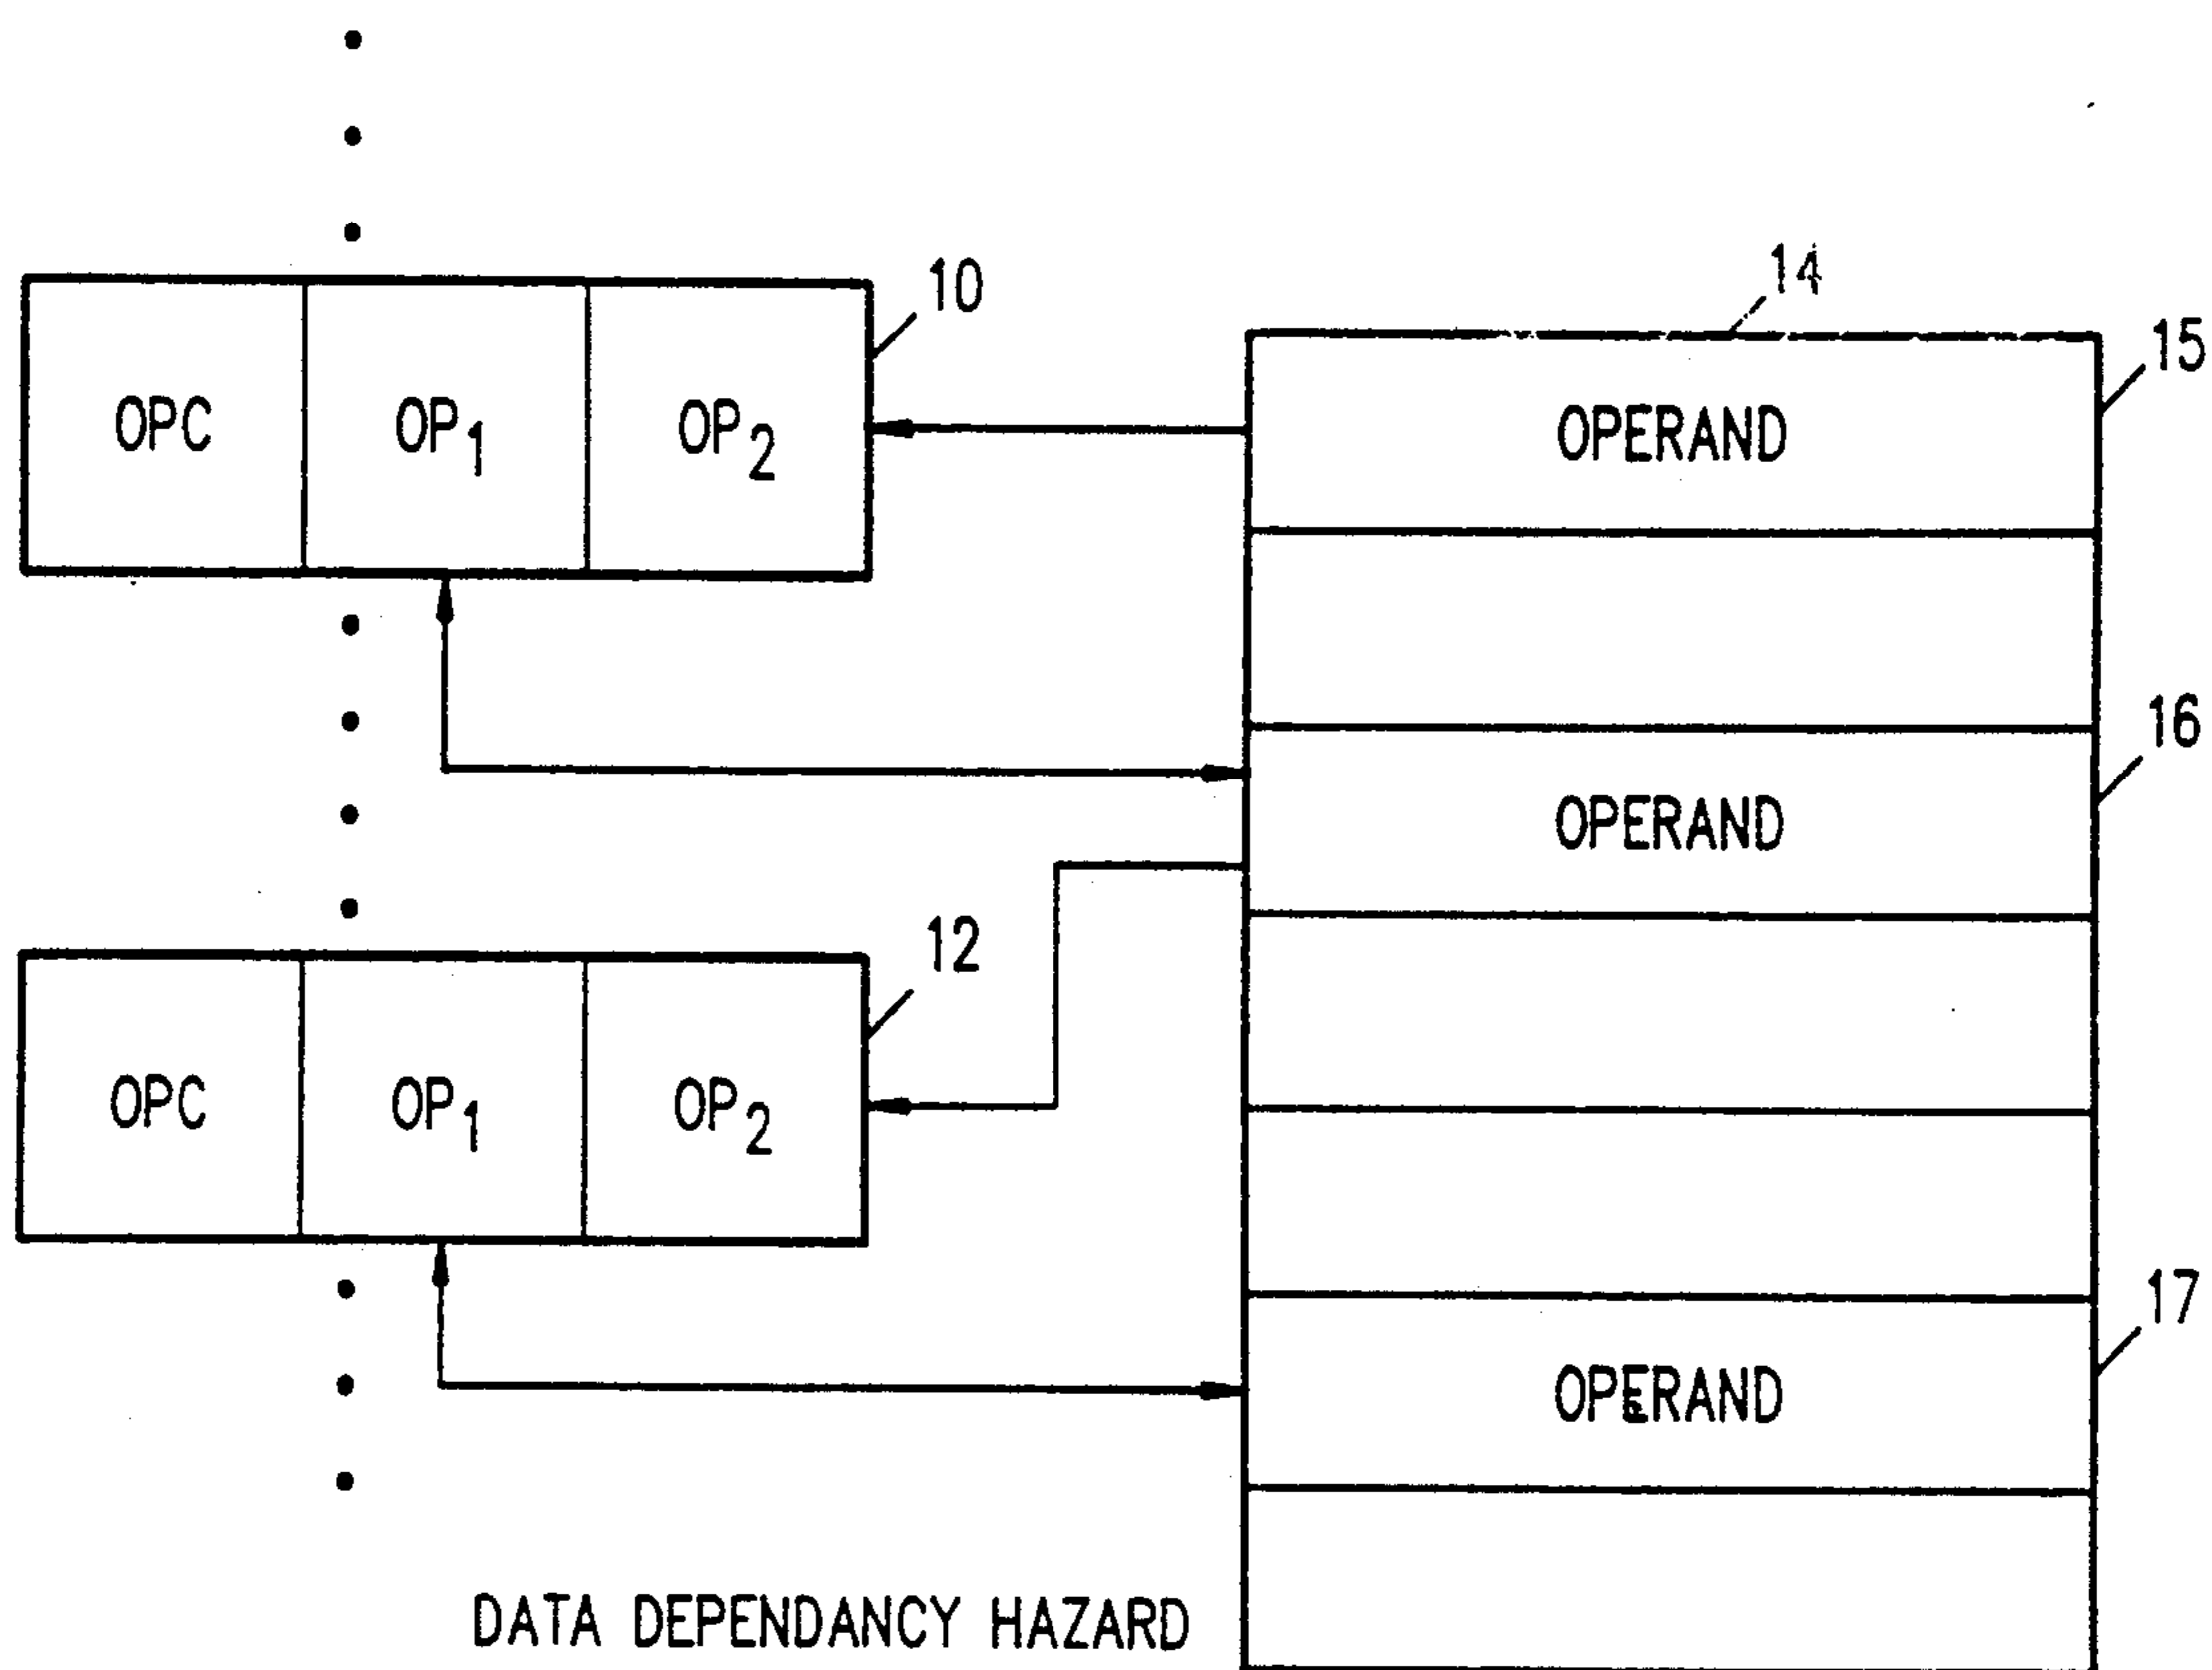 10
14
15
OPC OP1 OP2
OPERAND
16
OPERAND
12
OPC OP1 OP2
17
OPERAND
DATA DEPENDANCY HAZARD